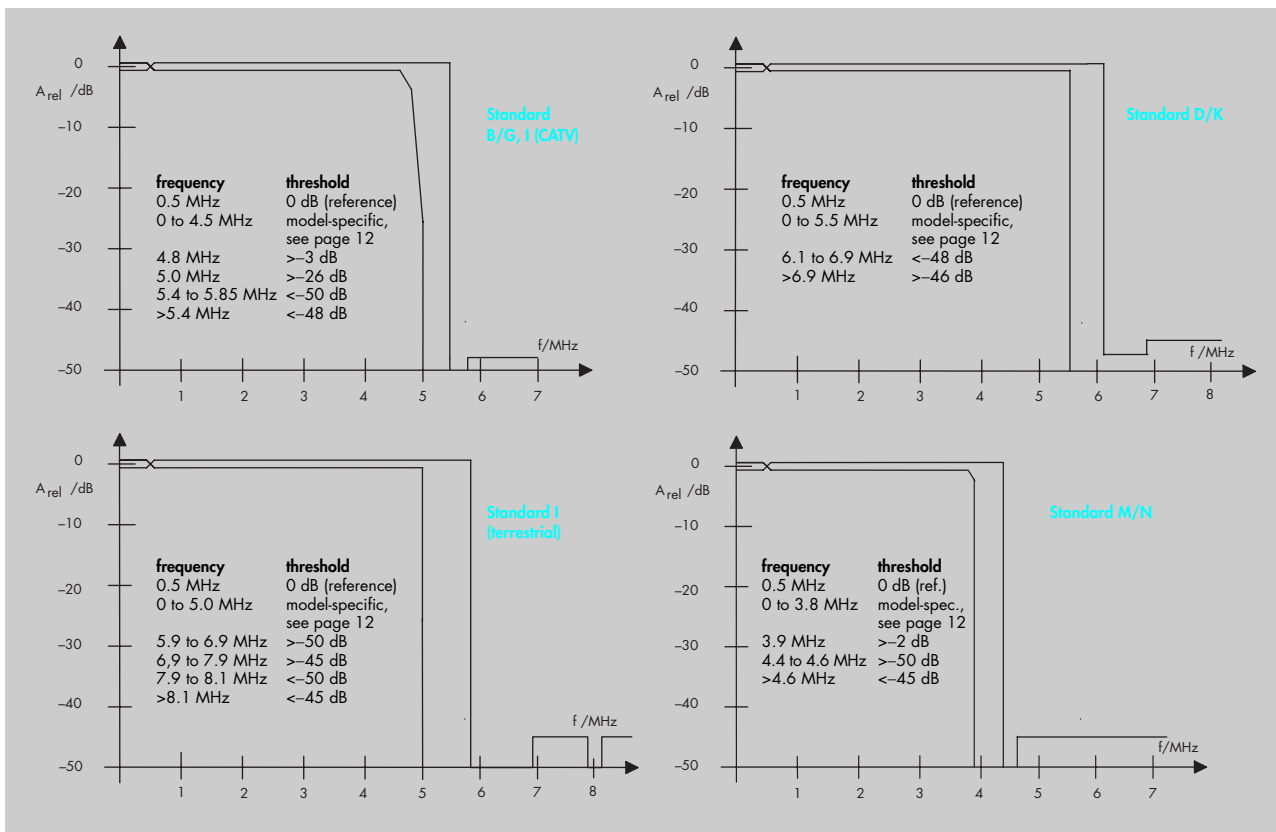 0
A rel /dB
–10
–20
–30
–40
–50
Standard
B/G, I (CATV)
frequency threshold
0.5 MHz 0 dB (reference)
0 to 4.5 MHz model-specific,
see page 12
4.8 MHz >–3 dB
5.0 MHz >–26 dB
5.4 to 5.85 MHz <–50 dB
>5.4 MHz <–48 dB
f/MHz
1 2 3 4 5 6 7
0
A rel /dB
–10
–20
–30
–40
–50
Standard D/K
frequency threshold
0.5 MHz 0 dB (reference)
0 to 5.5 MHz model-specific,
see page 12
6.1 to 6.9 MHz <–48 dB
>6.9 MHz >–46 dB
f /MHz
1 2 3 4 5 6 7 8
0
A rel /dB
–10
–20
–30
–40
–50
Standard I
(terrestrial)
frequency threshold
0.5 MHz 0 dB (reference)
0 to 5.0 MHz model-specific,
see page 12
5.9 to 6.9 MHz >–50 dB
6,9 to 7.9 MHz >–45 dB
7.9 to 8.1 MHz <–50 dB
>8.1 MHz <–45 dB
f /MHz
1 2 3 4 5 6 7 8
0
A rel /dB
–10
–20
–30
–40
–50
Standard M/N
frequency threshold
0.5 MHz 0 dB (ref.)
0 to 3.8 MHz model-spec.,
see page 12
3.9 MHz >–2 dB
4.4 to 4.6 MHz >–50 dB
>4.6 MHz <–45 dB
f/MHz
1 2 3 4 5 6 7